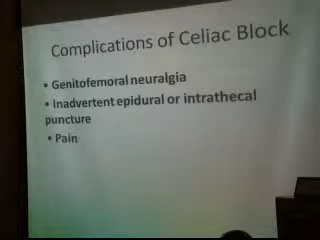 Complications of Celiac Block
• Genitofemoral neuralgia
• Inadvertent epidural or intrathecal
puncture
• Pain